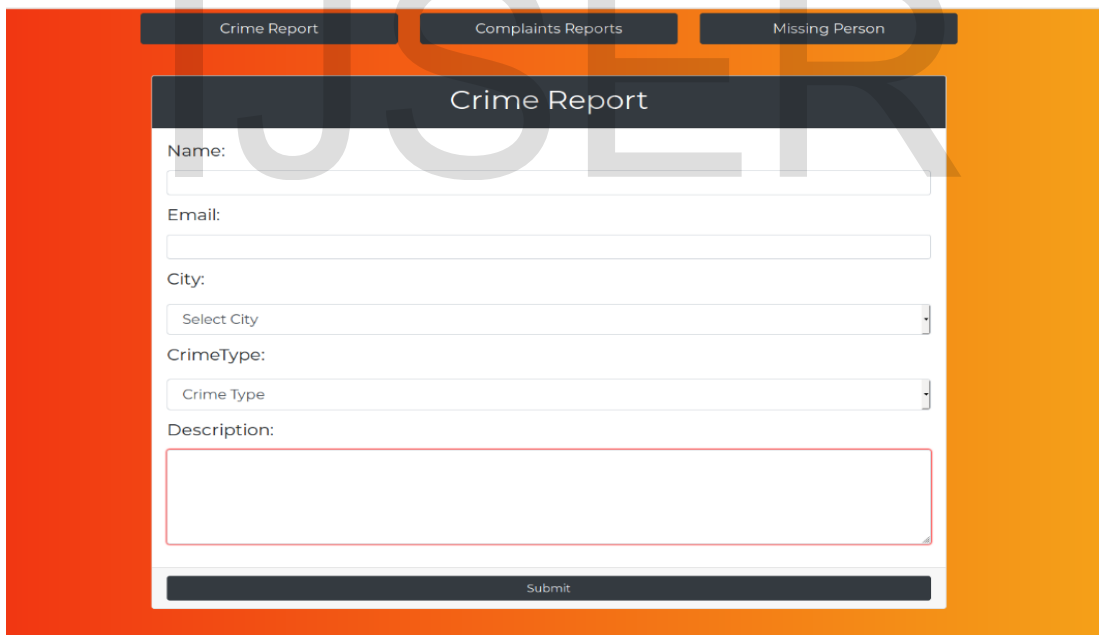 Crime Report Complaints Reports Missing Person
IJSER
Crime Report
Name:
Email:
City:
Select City
CrimeType:
Crime Type
Description:
Submit